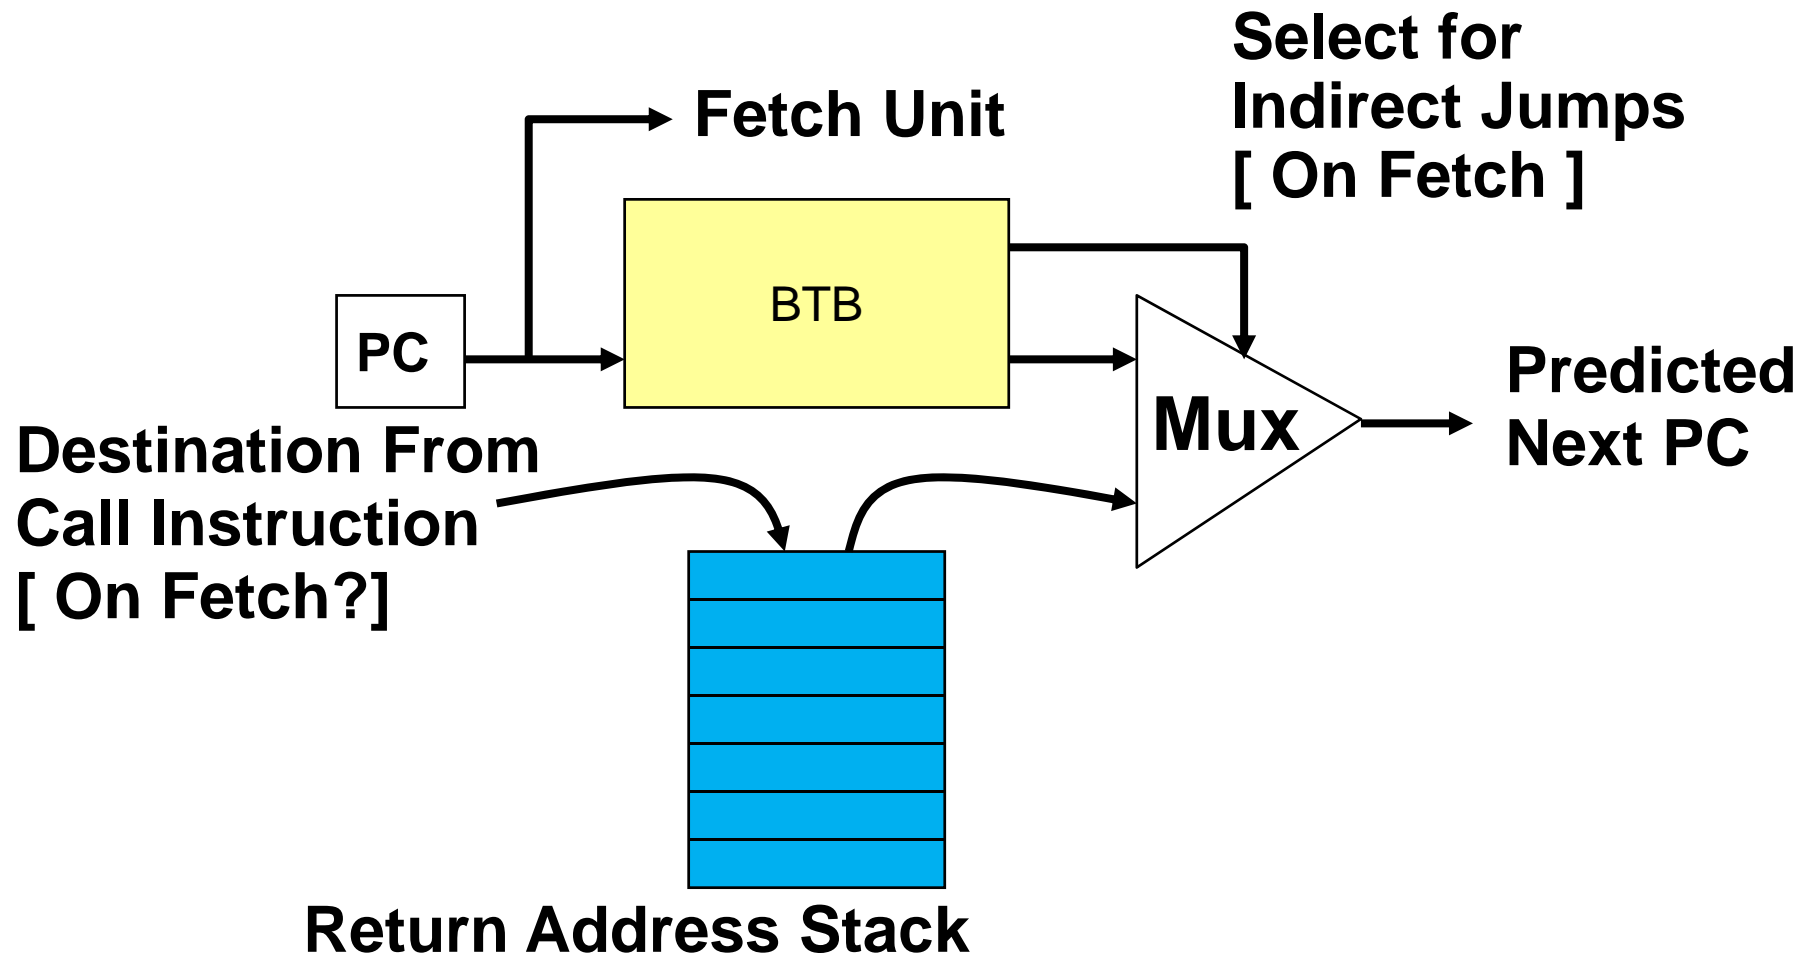 Select for
Indirect Jumps
[ On Fetch ]
Fetch Unit
BTB
PC
Mux
Predicted
Next PC
Destination From
Call Instruction
[ On Fetch?]
Return Address Stack